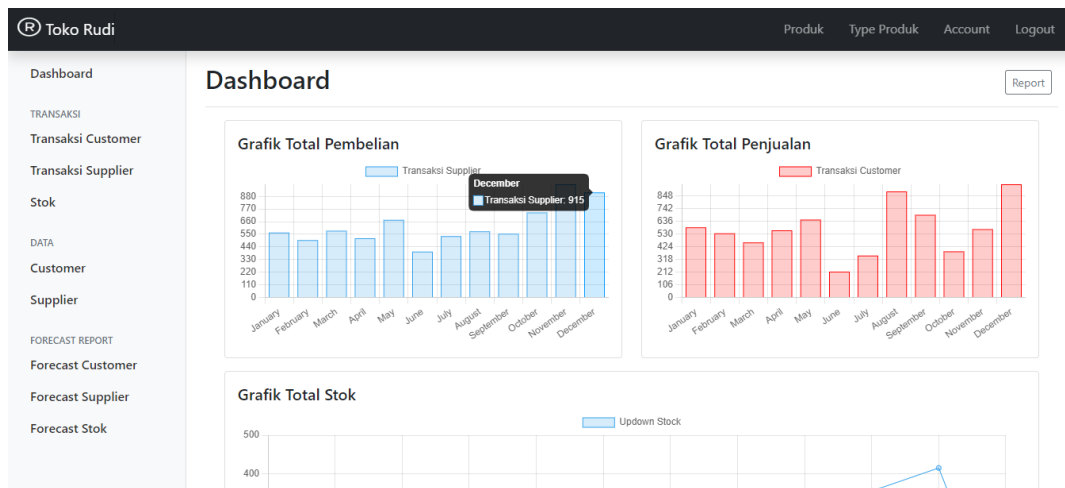 ® Toko Rudi
Produk Type Produk Account Logout
Dashboard
TRANSAKSI
Transaksi Customer
Transaksi Supplier
Stok
DATA
Customer
Supplier
FORECAST REPORT
Forecast Customer
Forecast Supplier
Forecast Stok
Dashboard
Report
Grafik Total Pembelian
Transaksi Supplier
December
Transaksi Supplier: 915
880
770
660
550
440
330
220
110
0
January February March April May June July August September October November December
Grafik Total Penjualan
Transaksi Customer
848
742
636
530
424
318
212
106
0
January February March April May June July August September October November December
Grafik Total Stok
Updown Stock
500
400